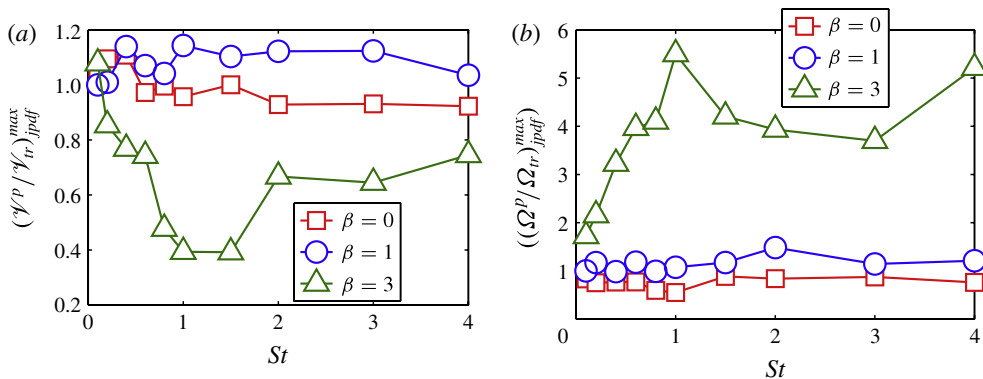 (a)
1.2
1.0
0.8
0.6
0.4
0.2
(𝒱^p/𝒱_tr)^max_jpdf
β = 0
β = 1
β = 3
0 1 2 3 4
St
(b)
6
5
4
3
2
1
((Ω^p/Ω_tr)^max_jpdf)
β = 0
β = 1
β = 3
0 1 2 3 4
St